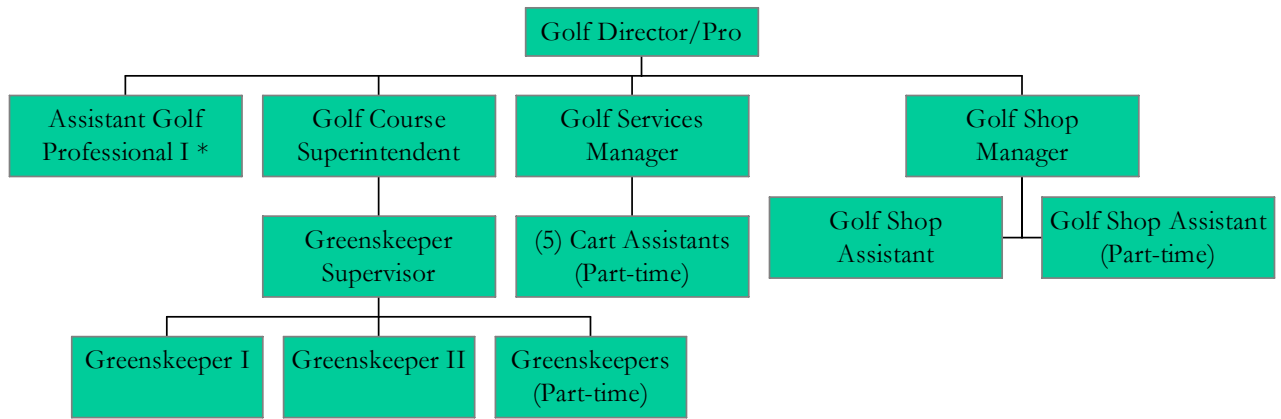 Golf Director/Pro
Assistant Golf
Professional I *
Golf Course
Superintendent
Golf Services
Manager
Golf Shop
Manager
Greenskeeper
Supervisor
(5) Cart Assistants
(Part-time)
Golf Shop
Assistant
Golf Shop Assistant
(Part-time)
Greenskeeper I
Greenskeeper II
Greenskeepers
(Part-time)